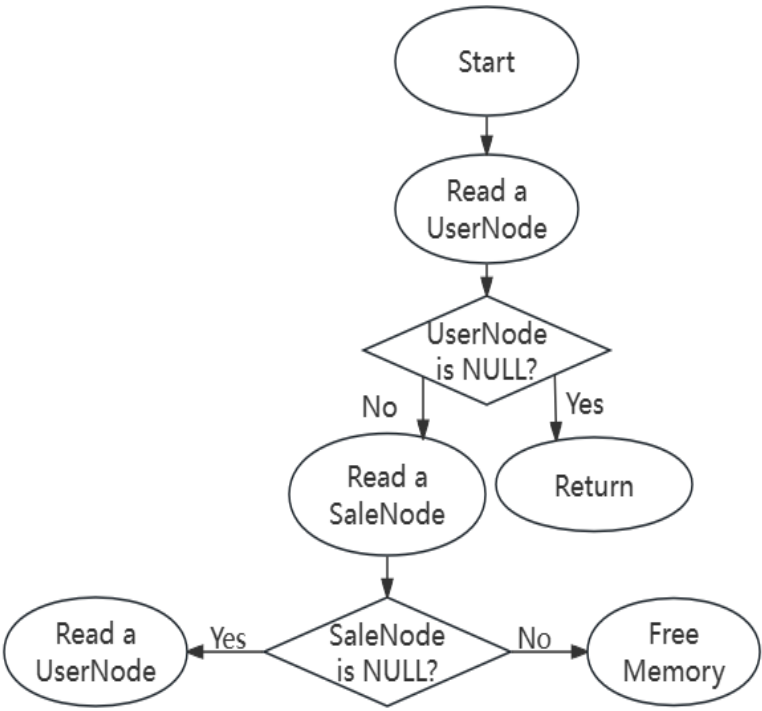 Start
Read a
UserNode
UserNode
is NULL?
No
Yes
Read a
SaleNode
Return
Read a
UserNode
Yes
SaleNode
is NULL?
No
Free
Memory